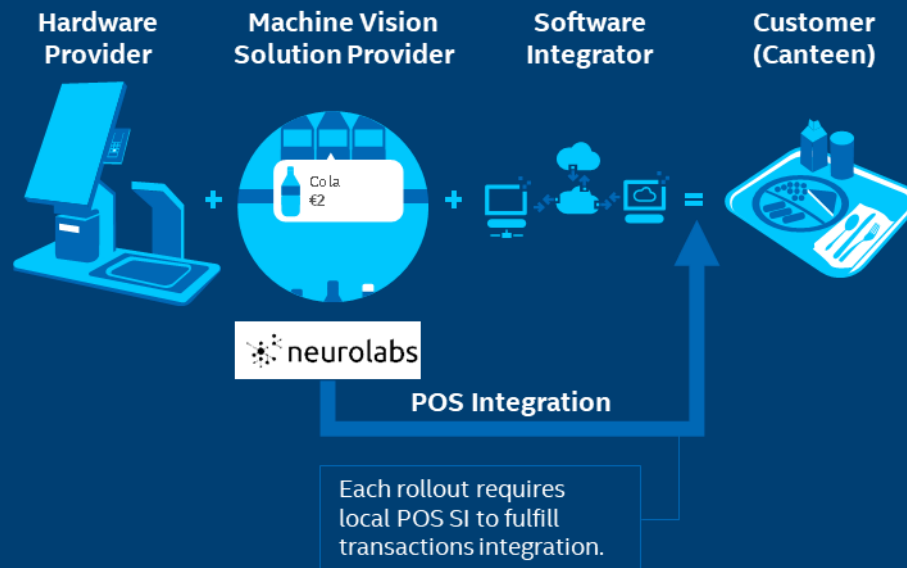 Hardware
Provider
Machine Vision
Solution Provider
Software
Integrator
Customer
(Canteen)
Cola
€2
neurolabs
POS Integration
Each rollout requires
local POS SI to fulfill
transactions integration.